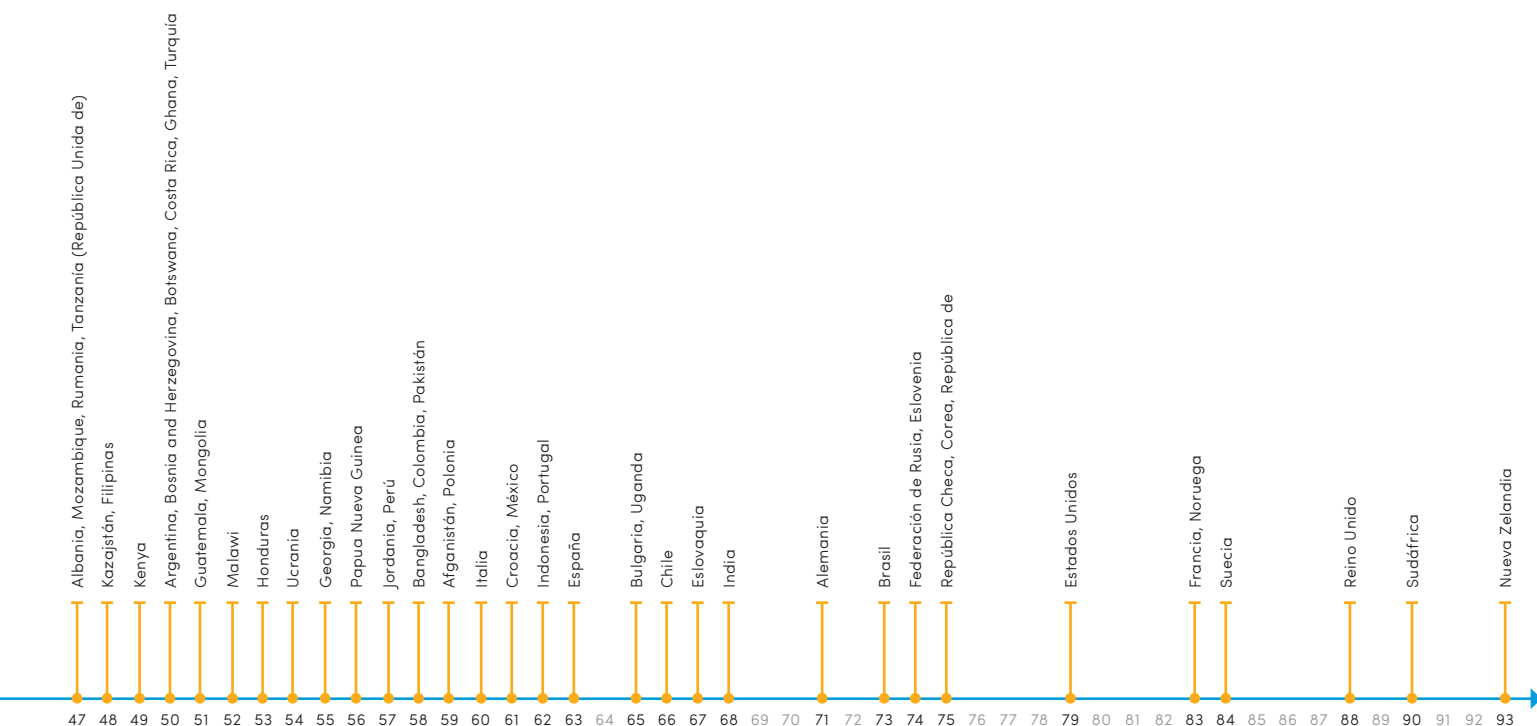 Albania, Mozambique, Rumania, Tanzanía (República Unida de)
Kazajstán, Filipinas
Kenya
Argentina, Bosnia and Herzegovina, Botswana, Costa Rica, Ghana, Turquía
Guatemala, Mongolia
Malawi
Honduras
Ucrania
Georgia, Namibia
Papua Nueva Guinea
Jordania, Perú
Bangladesh, Colombia, Pakistán
Afganistán, Polonia
Italia
Croacia, México
Indonesia, Portugal
España
Bulgaria, Uganda
Chile
Eslovaquia
India
Alemania
Brasil
Federación de Rusia, Eslovenia
República Checa, Corea, República de
Estados Unidos
Francia, Noruega
Suecia
Reino Unido
Sudáfrica
Nueva Zelandia
47 48 49 50 51 52 53 54 55 56 57 58 59 60 61 62 63 64 65 66 67 68 69 70 71 72 73 74 75 76 77 78 79 80 81 82 83 84 85 86 87 88 89 90 91 92 93